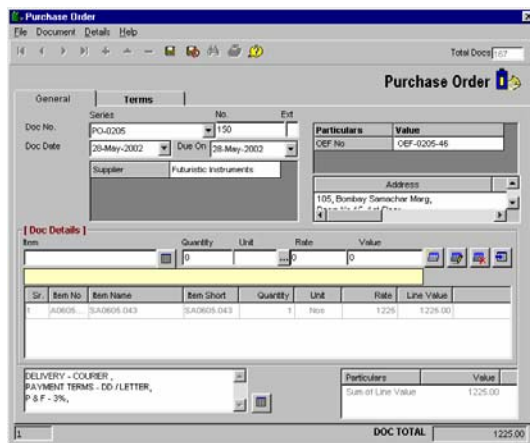 Purchase Order
File Document Details Help
Total Docs 167
Purchase Order
General Terms
Series No. Ext
Doc No. PO-0205 150
Doc Date 28-May-2002 Due On 28-May-2002
Supplier Futuristic Instruments
Particulars Value
OEF No OEF-0205-46
Address
105, Bombay Samachar Marg,
[ Doc Details ]
Item Quantity Unit Rate Value
0 ... 0 0
Sr. Item No Item Name Item Short Quantity Unit Rate Line Value
1 A0605... SA0605.043 SA0605.043 1 Nos 1225 1225.00
DELIVERY - COURIER ,
PAYMENT TERMS - DD / LETTER,
P & F - 3%,
Particulars Value
Sum of Line Value 1225.00
1 DOC TOTAL 1225.00